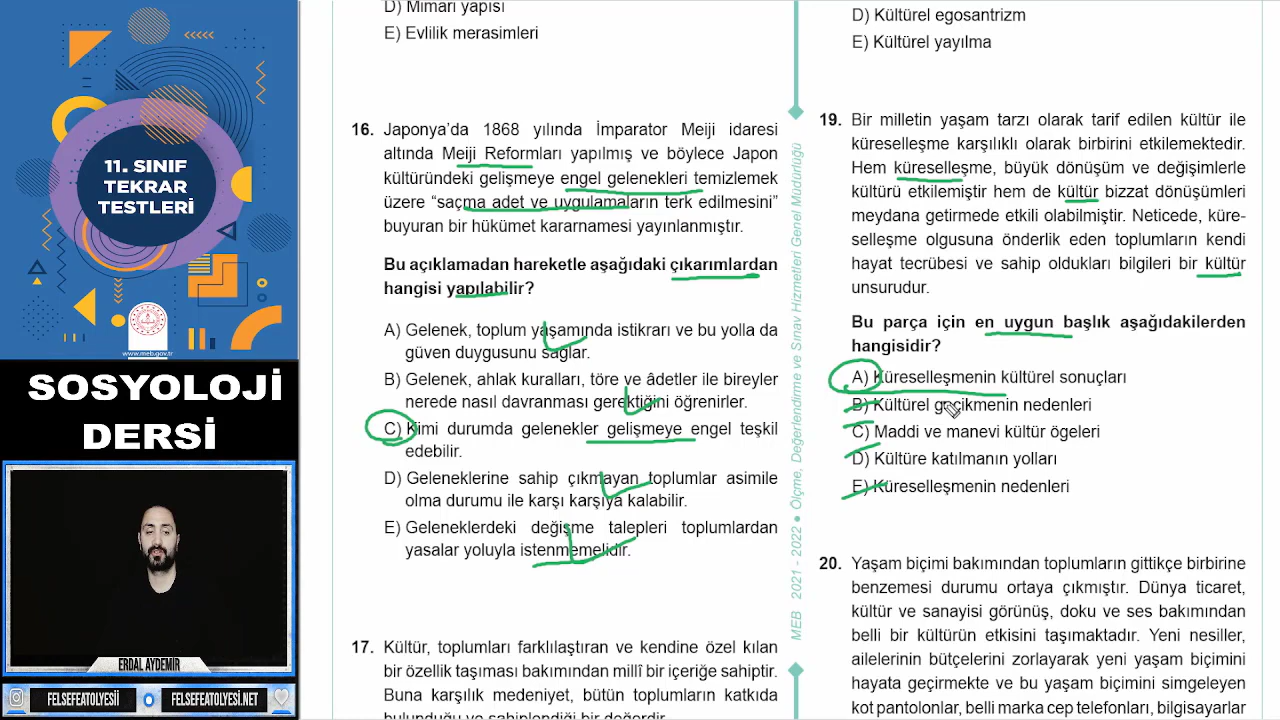 11. SINIF
TEKRAR
TESTLERİ
www.meb.gov.tr
SOSYOLOJİ
DERSİ
ERDAL AYDEMİR
FELSEFEATOLYESİİ
FELSEFEATOLYESİ.NET
D) Mimari yapısı
E) Evlilik merasimleri
16. Japonya’da 1868 yılında İmparator Meiji idaresi
altında Meiji Reformları yapılmış ve böylece Japon
kültüründeki gelişmeye engel gelenekleri temizlemek
üzere “saçma adet ve uygulamaların terk edilmesini”
buyuran bir hükümet kararnamesi yayınlanmıştır.
Bu açıklamadan hareketle aşağıdaki çıkarımlardan
hangisi yapılabilir?
A) Gelenek, toplum yaşamında istikrarı ve bu yolla da
güven duygusunu sağlar.
B) Gelenek, ahlak kuralları, töre ve âdetler ile bireyler
nerede nasıl davranması gerektiğini öğrenirler.
C) Kimi durumda gelenekler gelişmeye engel teşkil
edebilir.
D) Geleneklerine sahip çıkmayan toplumlar asimile
olma durumu ile karşı karşıya kalabilir.
E) Geleneklerdeki değişme talepleri toplumlardan
yasalar yoluyla istenmemelidir.
17. Kültür, toplumları farklılaştıran ve kendine özel kılan
bir özellik olması bakımından millî bir içeriğe sahiptir.
Buna karşılık medeniyet, bütün toplumların katkıda
bulunduğu ve sahiplendiği bir değerdir.
MEB 2021 - 2022 ● Ölçme, Değerlendirme ve Sınav Hizmetleri Genel Müdürlüğü
D) Kültürel egosantrizm
E) Kültürel yayılma
19. Bir milletin yaşam tarzı olarak tarif edilen kültür ile
küreselleşme karşılıklı olarak birbirini etkilemektedir.
Hem küreselleşme, büyük dönüşüm ve değişimlerle
kültürü etkilemiştir hem de kültür bizzat dönüşümleri
meydana getirmede etkili olabilmiştir. Neticede, küre-
selleşme olgusuna önderlik eden toplumların kendi
hayat tecrübesi ve sahip oldukları bilgileri bir kültür
unsurudur.
Bu parça için en uygun başlık aşağıdakilerden
hangisidir?
A) Küreselleşmenin kültürel sonuçları
B) Kültürel gecikmenin nedenleri
C) Maddi ve manevi kültür ögeleri
D) Kültüre katılmanın yolları
E) Küreselleşmenin nedenleri
20. Yaşam biçimi bakımından toplumların gittikçe birbirine
benzemesi durumu ortaya çıkmıştır. Dünya ticaret,
kültür ve sanayisi görünüş, doku ve ses bakımından
belli bir kültürün etkisini taşımaktadır. Yeni nesiller,
ailelerin bütçelerini zorlayarak yeni yaşam biçimini
hayata geçirmekte ve bu yaşam biçimini simgeleyen
kot pantolonlar, belli marka cep telefonları, bilgisayarlar